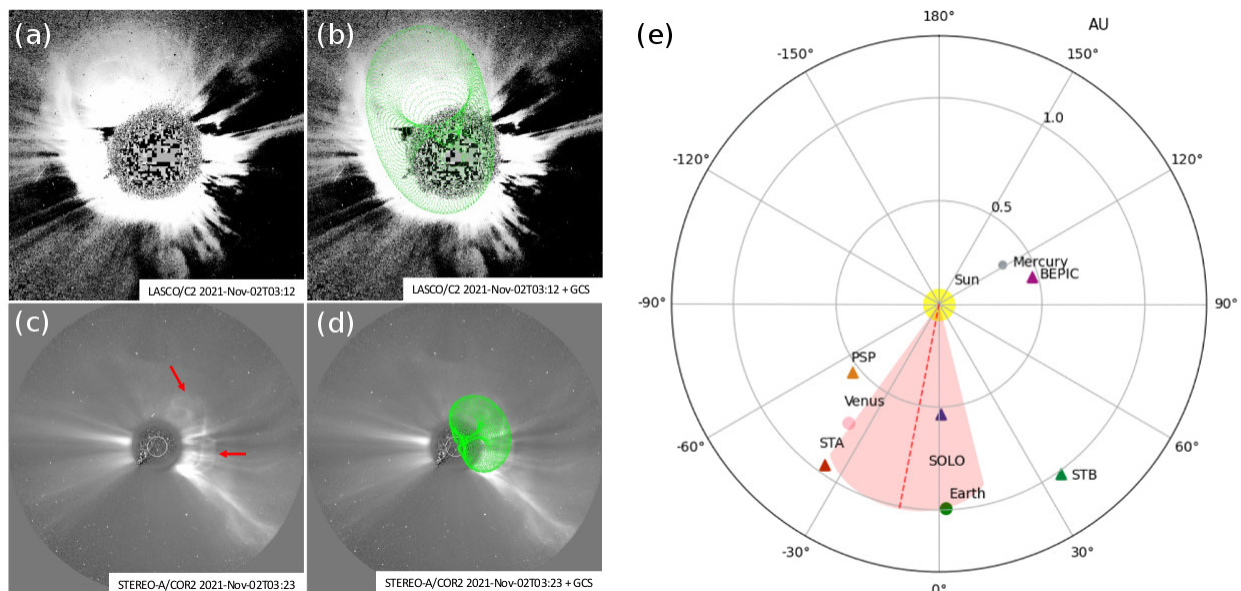 (a)
LASCO/C2 2021-Nov-02T03:12
(b)
LASCO/C2 2021-Nov-02T03:12 + GCS
(c)
STEREO-A/COR2 2021-Nov-02T03:23
(d)
STEREO-A/COR2 2021-Nov-02T03:23 + GCS
(e)
180°
AU
-150°
150°
1.0
-120°
120°
0.5
Mercury
BEPIC
Sun
-90°
90°
PSP
Venus
-60°
60°
STA
SOLO
STB
Earth
-30°
30°
0°